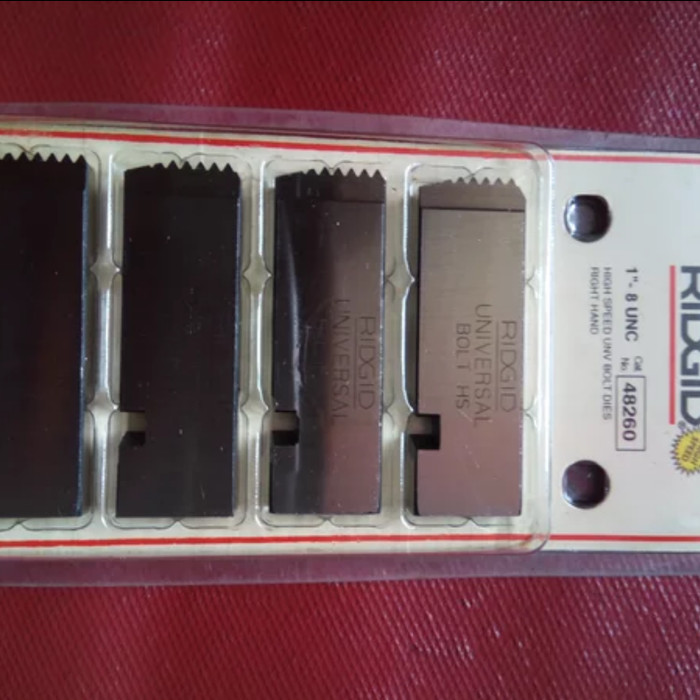 RIDGID
UNIVERSAL
RIDGID
UNIVERSAL
BOLT HS
RIDGID®
1"- 8 UNC Cat. No. 48260
HIGH SPEED UNV BOLT DIES
RIGHT HAND